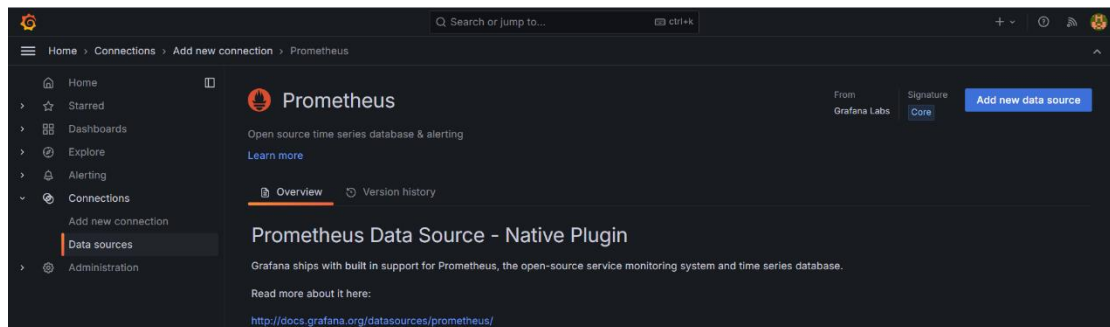 Search or jump to...
ctrl+k
Home › Connections › Add new connection › Prometheus
Home
Starred
Dashboards
Explore
Alerting
Connections
Add new connection
Data sources
Administration
Prometheus
From
Grafana Labs
Signature
Core
Add new data source
Open source time series database & alerting
Learn more
Overview
Version history
Prometheus Data Source - Native Plugin
Grafana ships with built in support for Prometheus, the open-source service monitoring system and time series database.
Read more about it here:
http://docs.grafana.org/datasources/prometheus/